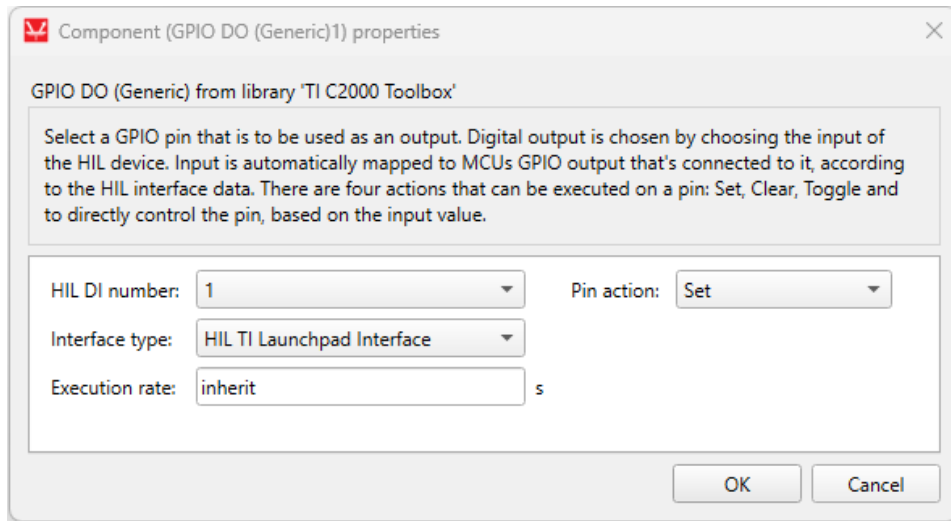 Component (GPIO DO (Generic)1) properties
GPIO DO (Generic) from library 'TI C2000 Toolbox'
Select a GPIO pin that is to be used as an output. Digital output is chosen by choosing the input of
the HIL device. Input is automatically mapped to MCUs GPIO output that's connected to it, according
to the HIL interface data. There are four actions that can be executed on a pin: Set, Clear, Toggle and
to directly control the pin, based on the input value.
HIL DI number: 1 Pin action: Set
Interface type: HIL TI Launchpad Interface
Execution rate: inherit s
OK Cancel